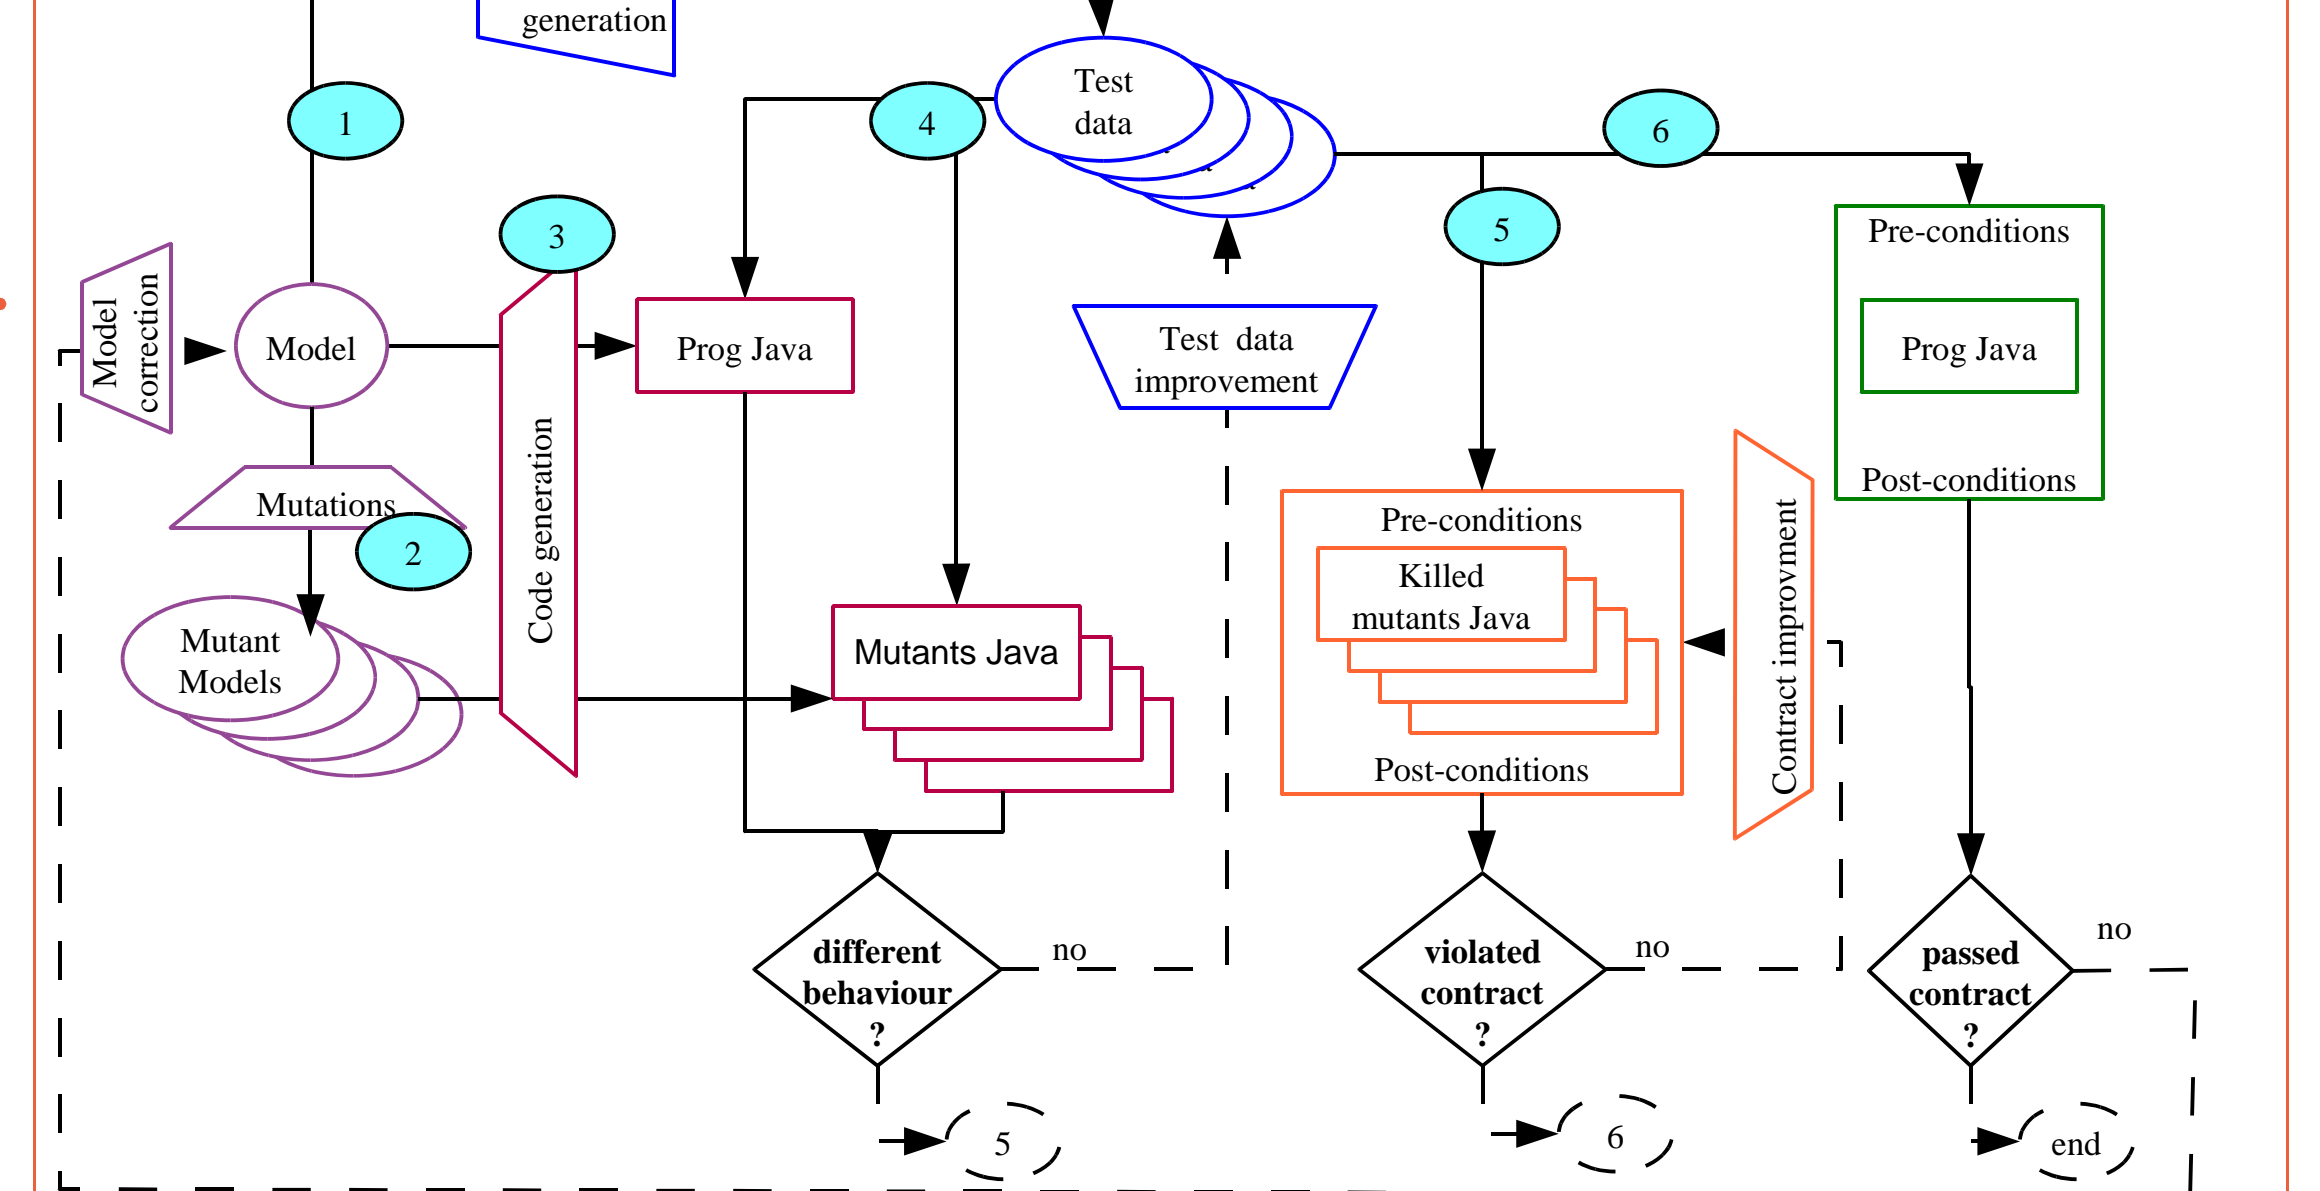 generation
Test
data
1
4
6
3
5
Pre-conditions
Model
correction
Model
Prog Java
Test  data
improvement
Prog Java
Mutations
2
Code generation
Post-conditions
Pre-conditions
Killed
mutants Java
Contract improvment
Mutant
Models
Mutants Java
Post-conditions
different
behaviour
?
no
violated
contract
?
no
passed
contract
?
no
5
6
end